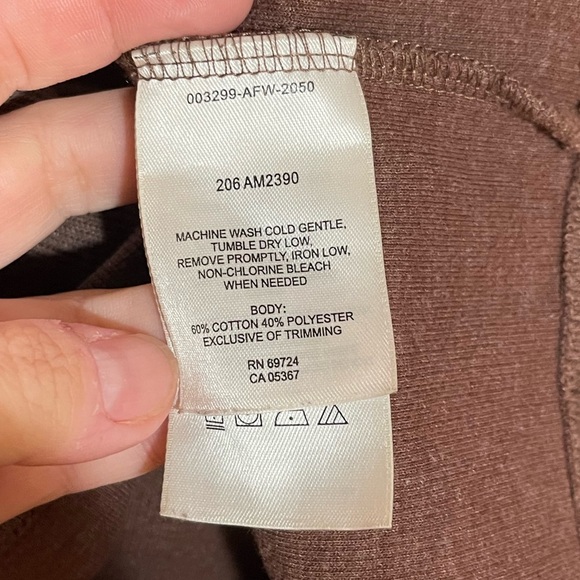 003299-AFW-2050
206 AM2390
MACHINE WASH COLD GENTLE,
TUMBLE DRY LOW,
REMOVE PROMPTLY, IRON LOW,
NON-CHLORINE BLEACH
WHEN NEEDED
BODY:
60% COTTON 40% POLYESTER
EXCLUSIVE OF TRIMMING
RN 69724
CA 05367